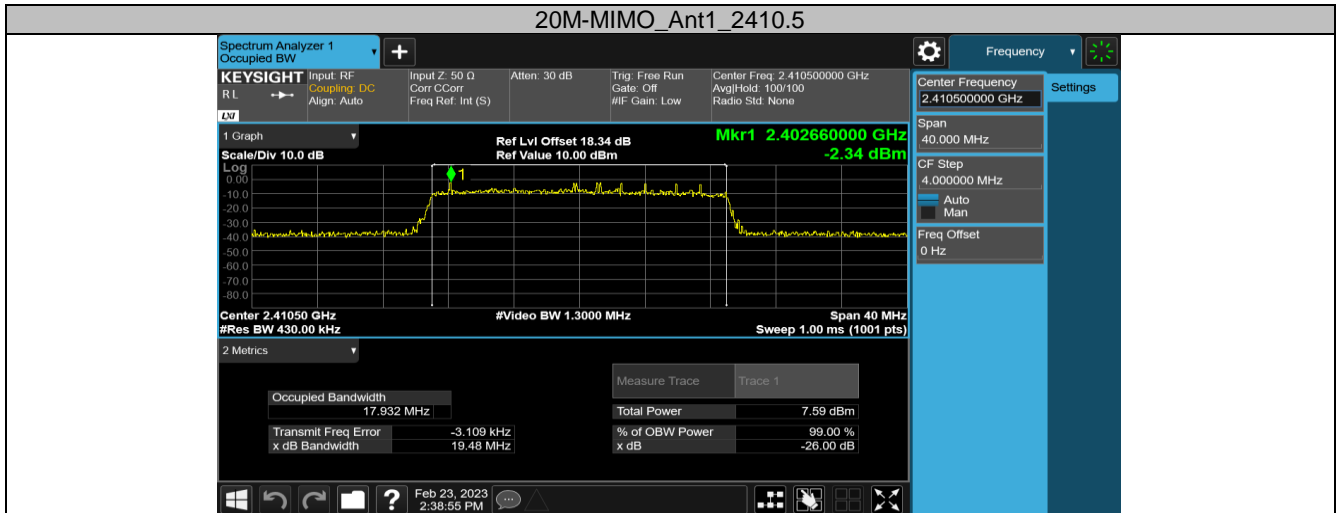 20M-MIMO_Ant1_2410.5
Spectrum Analyzer 1
Occupied BW
+
Frequency
KEYSIGHT Input: RF Input Z: 50 Ω Atten: 30 dB Trig: Free Run Center Freq: 2.410500000 GHz
R L Coupling: DC Corr CCorr Gate: Off Avg|Hold: 100/100
Align: Auto Freq Ref: Int (S) #IF Gain: Low Radio Std: None
LXI
Center Frequency
2.410500000 GHz
Settings
Span
40.000 MHz
CF Step
4.000000 MHz
Auto
Man
Freq Offset
0 Hz
1 Graph Ref Lvl Offset 18.34 dB Mkr1 2.402660000 GHz
Scale/Div 10.0 dB Ref Value 10.00 dBm -2.34 dBm
Log
1
0.00
-10.0
-20.0
-30.0
-40.0
-50.0
-60.0
-70.0
-80.0
Center 2.41050 GHz #Video BW 1.3000 MHz Span 40 MHz
#Res BW 430.00 kHz Sweep 1.00 ms (1001 pts)
2 Metrics
Measure Trace Trace 1
Occupied Bandwidth
17.932 MHz Total Power 7.59 dBm
Transmit Freq Error -3.109 kHz % of OBW Power 99.00 %
x dB Bandwidth 19.48 MHz x dB -26.00 dB
? Feb 23, 2023
2:38:55 PM